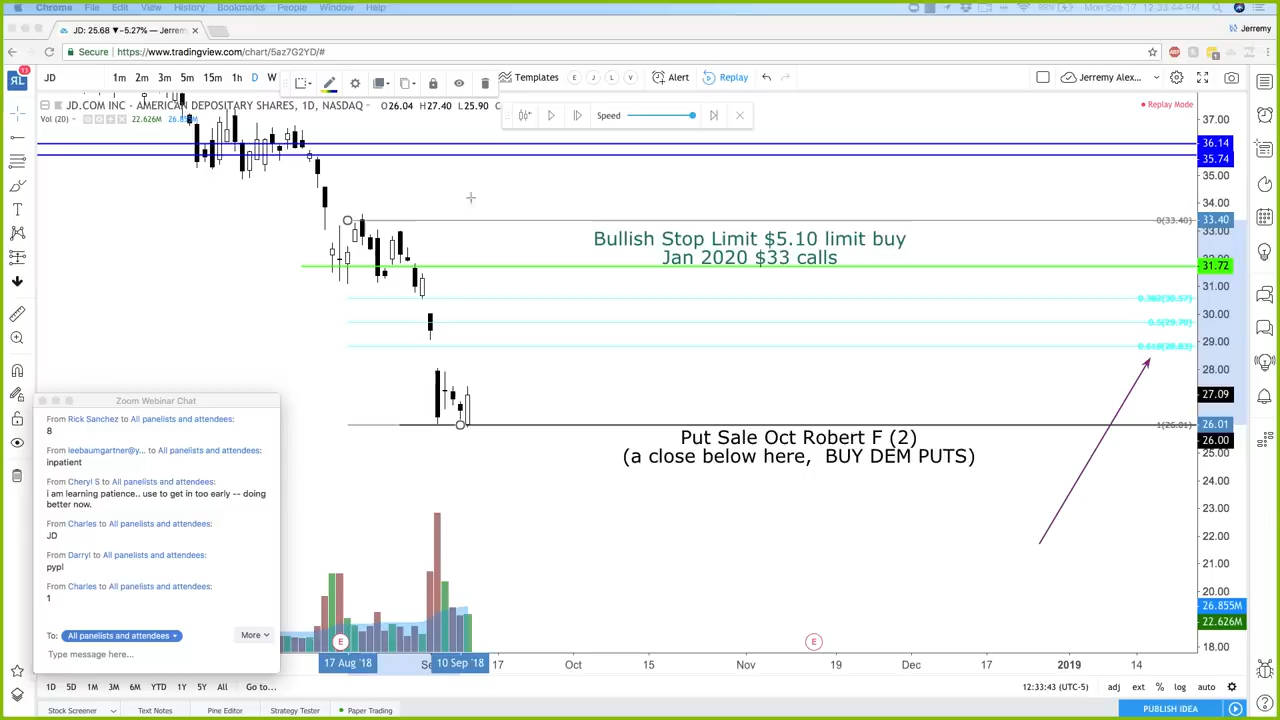 Chrome File Edit View History Bookmarks People Window Help
JD: 25.68 ▼−5.27% — Jerrem
Jerremy
Secure https://www.tradingview.com/chart/5az7G2YD/#
JD 1m 2m 3m 5m 15m 1h D W Templates E J L V Alert Replay Jeremy Alex...
JD.COM INC - AMERICAN DEPOSITARY SHARES, 1D, NASDAQ O26.04 H27.40 L25.90
Speed
Replay Mode
Vol (20) 22.626M
37.00
36.14
35.74
35.00
34.00
0(33.40) 33.40
33.00
Bullish Stop Limit $5.10 limit buy
Jan 2020 $33 calls
31.72
31.00
30.00
29.00
28.00
27.09
1(26.01) 26.01
26.00
25.00
24.00
23.00
22.00
21.00
20.00
26.855M
22.626M
18.00
Put Sale Oct Robert F (2)
(a close below here, BUY DEM PUTS)
Zoom Webinar Chat
From Rick Sanchez to All panelists and attendees:
8
From leebaumgartner@y... to All panelists and attendees:
inpatient
From Cheryl S to All panelists and attendees:
i am learning patience.. use to get in too early -- doing
better now.
From Charles to All panelists and attendees:
JD
From Darryl to All panelists and attendees:
pypl
From Charles to All panelists and attendees:
1
To: All panelists and attendees More
Type message here...
E E
17 Aug '18 10 Sep '18 17 Oct 15 Nov 19 Dec 17 2019 14
1D 5D 1M 3M 6M YTD 1Y 5Y All Go to... 12:33:43 (UTC-5) adj ext % log auto
Stock Screener Text Notes Pine Editor Strategy Tester Paper Trading PUBLISH IDEA